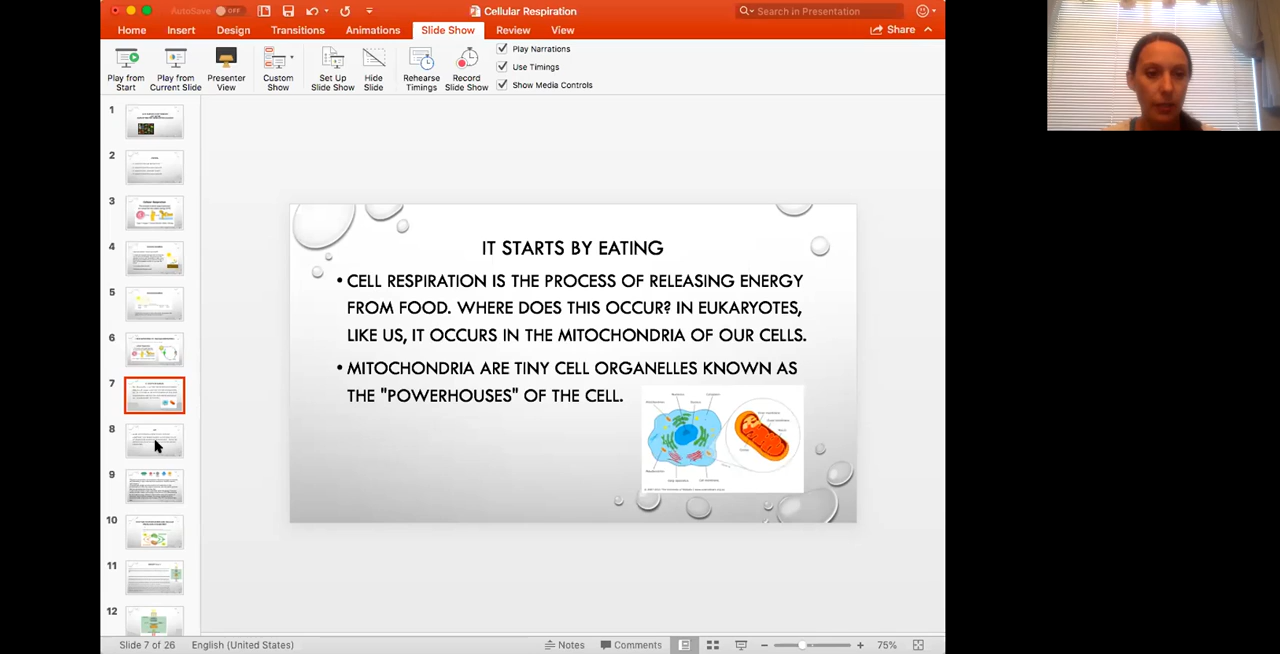 AutoSave OFF
Cellular Respiration
Search in Presentation
Home Insert Design Transitions Animations Slide Show Review View
Share
Play from Start
Play from Current Slide
Presenter View
Custom Show
Set Up Slide Show
Hide Slide
Rehearse Timings
Record Slide Show
Play Narrations
Use Timings
Show Media Controls
1
2
3
4
5
6
7
8
9
10
11
12
IT STARTS BY EATING
• CELL RESPIRATION IS THE PROCESS OF RELEASING ENERGY
FROM FOOD. WHERE DOES THIS OCCUR? IN EUKARYOTES,
LIKE US, IT OCCURS IN THE MITOCHONDRIA OF OUR CELLS.
• MITOCHONDRIA ARE TINY CELL ORGANELLES KNOWN AS
THE "POWERHOUSES" OF THE CELL.
Slide 7 of 26 English (United States) Notes Comments 75%